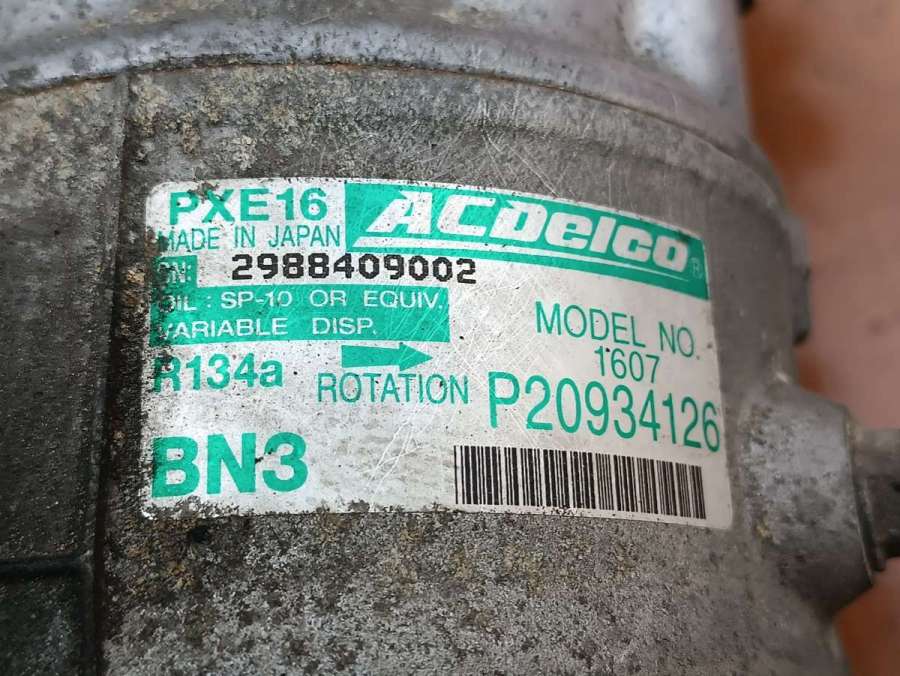 PXE16
ACDelco®
MADE IN JAPAN
SN: 2988409002
OIL : SP-10 OR EQUIV.
VARIABLE DISP.
MODEL NO.
1607
R134a
ROTATION
P20934126
BN3